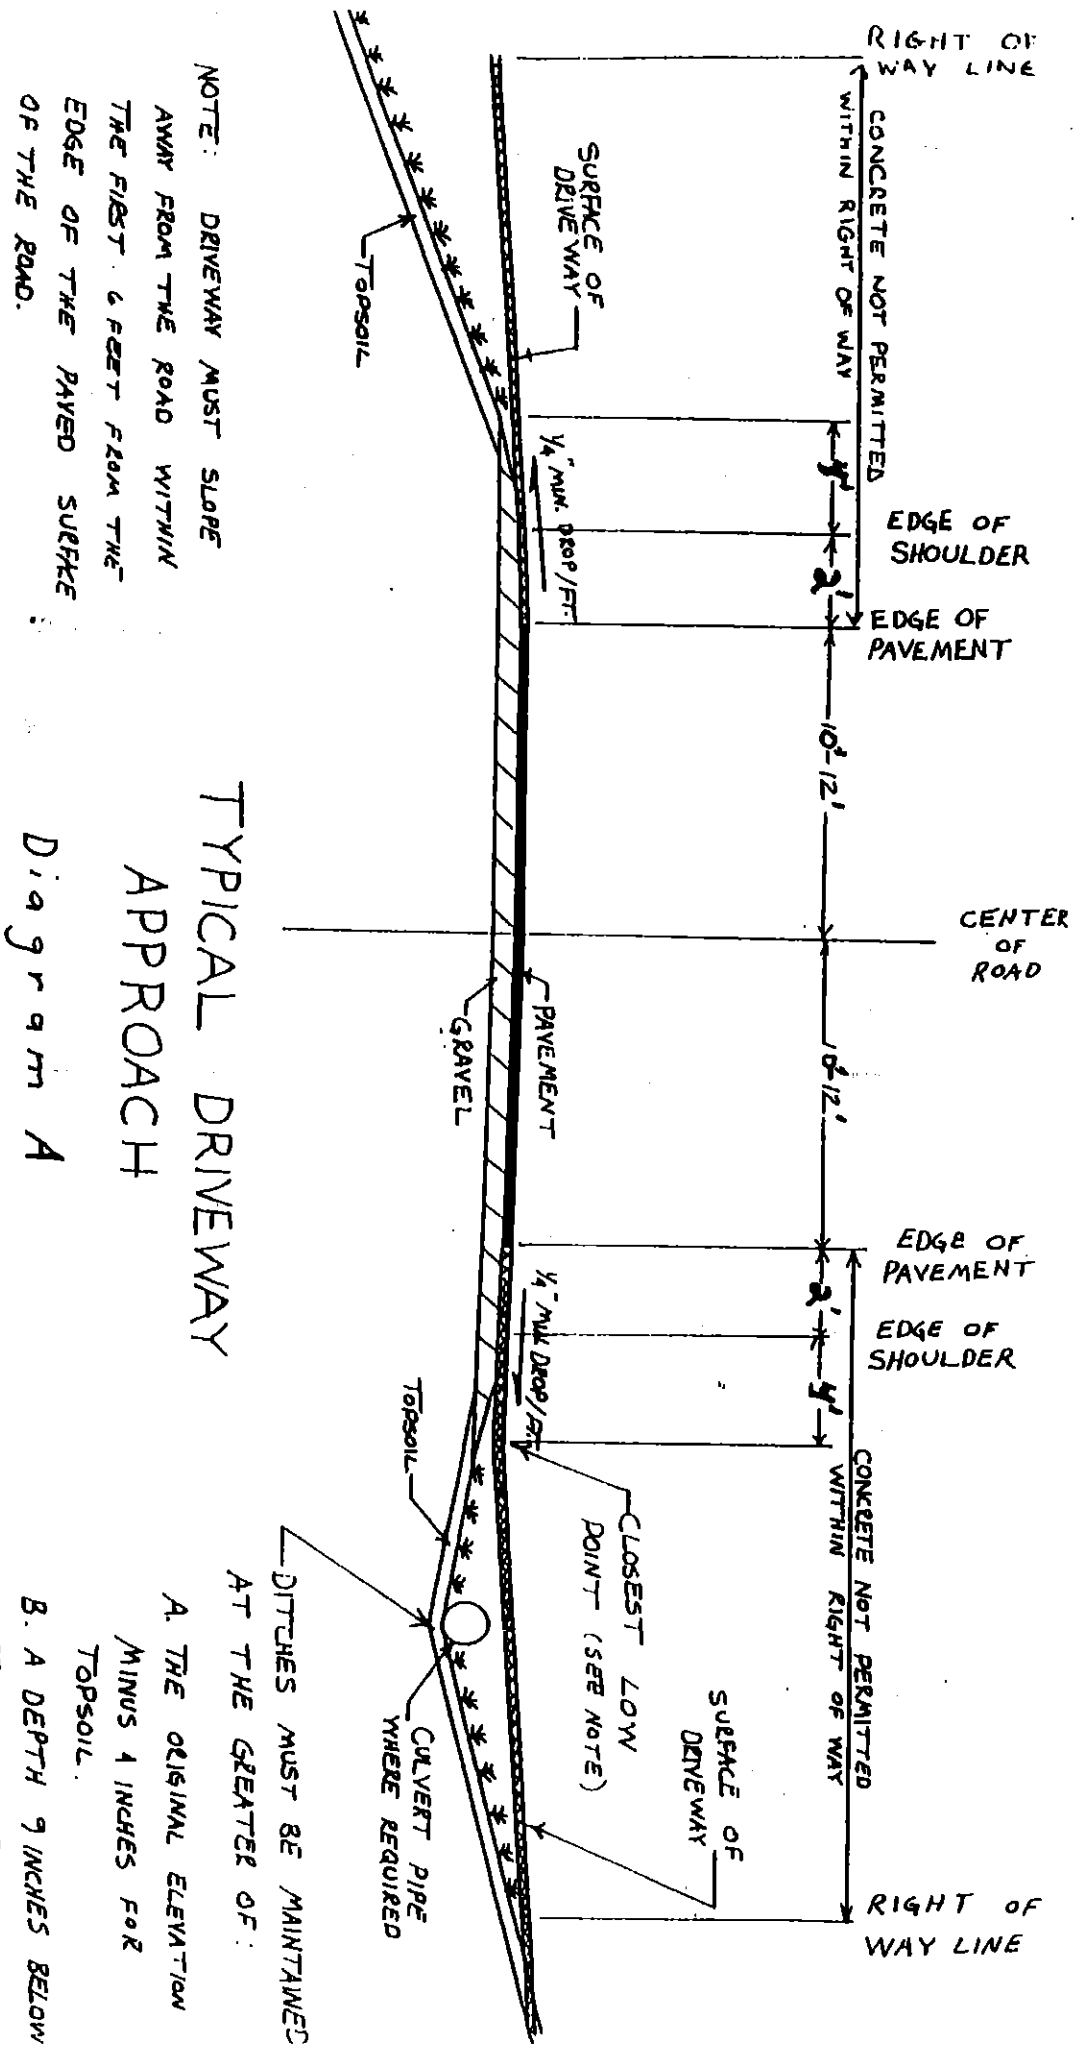 RIGHT OF
WAY LINE
CONCRETE NOT PERMITTED
WITHIN RIGHT OF WAY
4'
EDGE OF
SHOULDER
2'
EDGE OF
PAVEMENT
10'-12'
CENTER
OF
ROAD
10'-12'
EDGE OF
PAVEMENT
2'
EDGE OF
SHOULDER
4'
CONCRETE NOT PERMITTED
WITHIN RIGHT OF WAY
RIGHT OF
WAY LINE
SURFACE OF
DRIVEWAY
1/4" MIN. DROP/FT.
TOPSOIL
PAVEMENT
GRAVEL
1/4" MIN DROP/FT.
CLOSEST LOW
POINT (SEE NOTE)
SURFACE OF
DRIVEWAY
TOPSOIL
CULVERT PIPE
WHERE REQUIRED
NOTE: DRIVEWAY MUST SLOPE
AWAY FROM THE ROAD WITHIN
THE FIRST 6 FEET FROM THE
EDGE OF THE PAVED SURFACE
OF THE ROAD.
TYPICAL DRIVEWAY
APPROACH
Diagram A
DITCHES MUST BE MAINTAINED
AT THE GREATER OF:
A. THE ORIGINAL ELEVATION
MINUS 4 INCHES FOR
TOPSOIL.
B. A DEPTH 9 INCHES BELOW